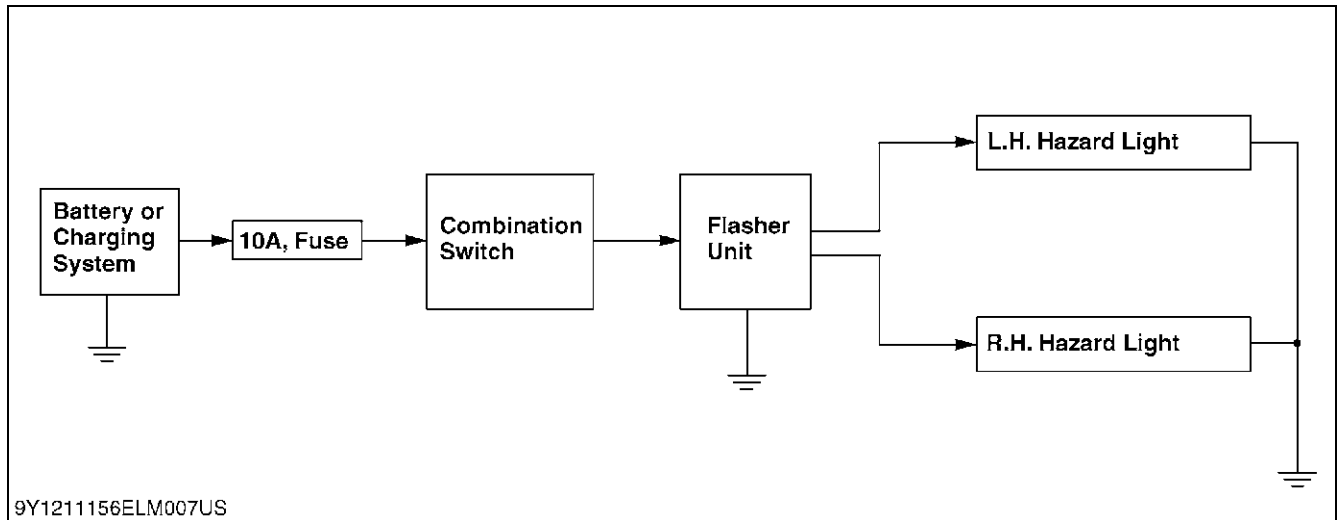 L.H. Hazard Light
Battery or
Charging
System
10A, Fuse
Combination
Switch
Flasher
Unit
R.H. Hazard Light
9Y1211156ELM007US